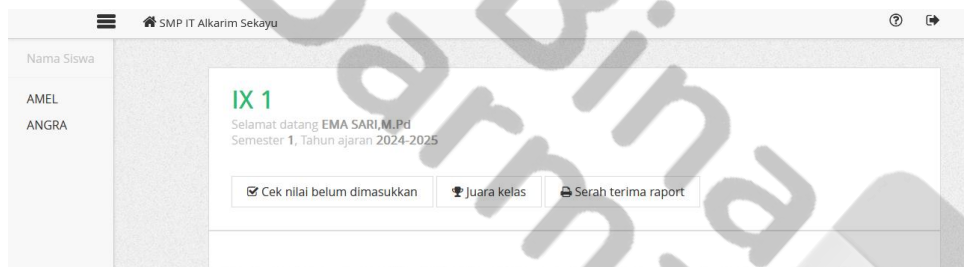 SMP IT Alkarim Sekayu
Nama Siswa
AMEL
ANGRA
IX 1
Selamat datang EMA SARI,M.Pd
Semester 1, Tahun ajaran 2024-2025
Cek nilai belum dimasukkan
Juara kelas
Serah terima raport